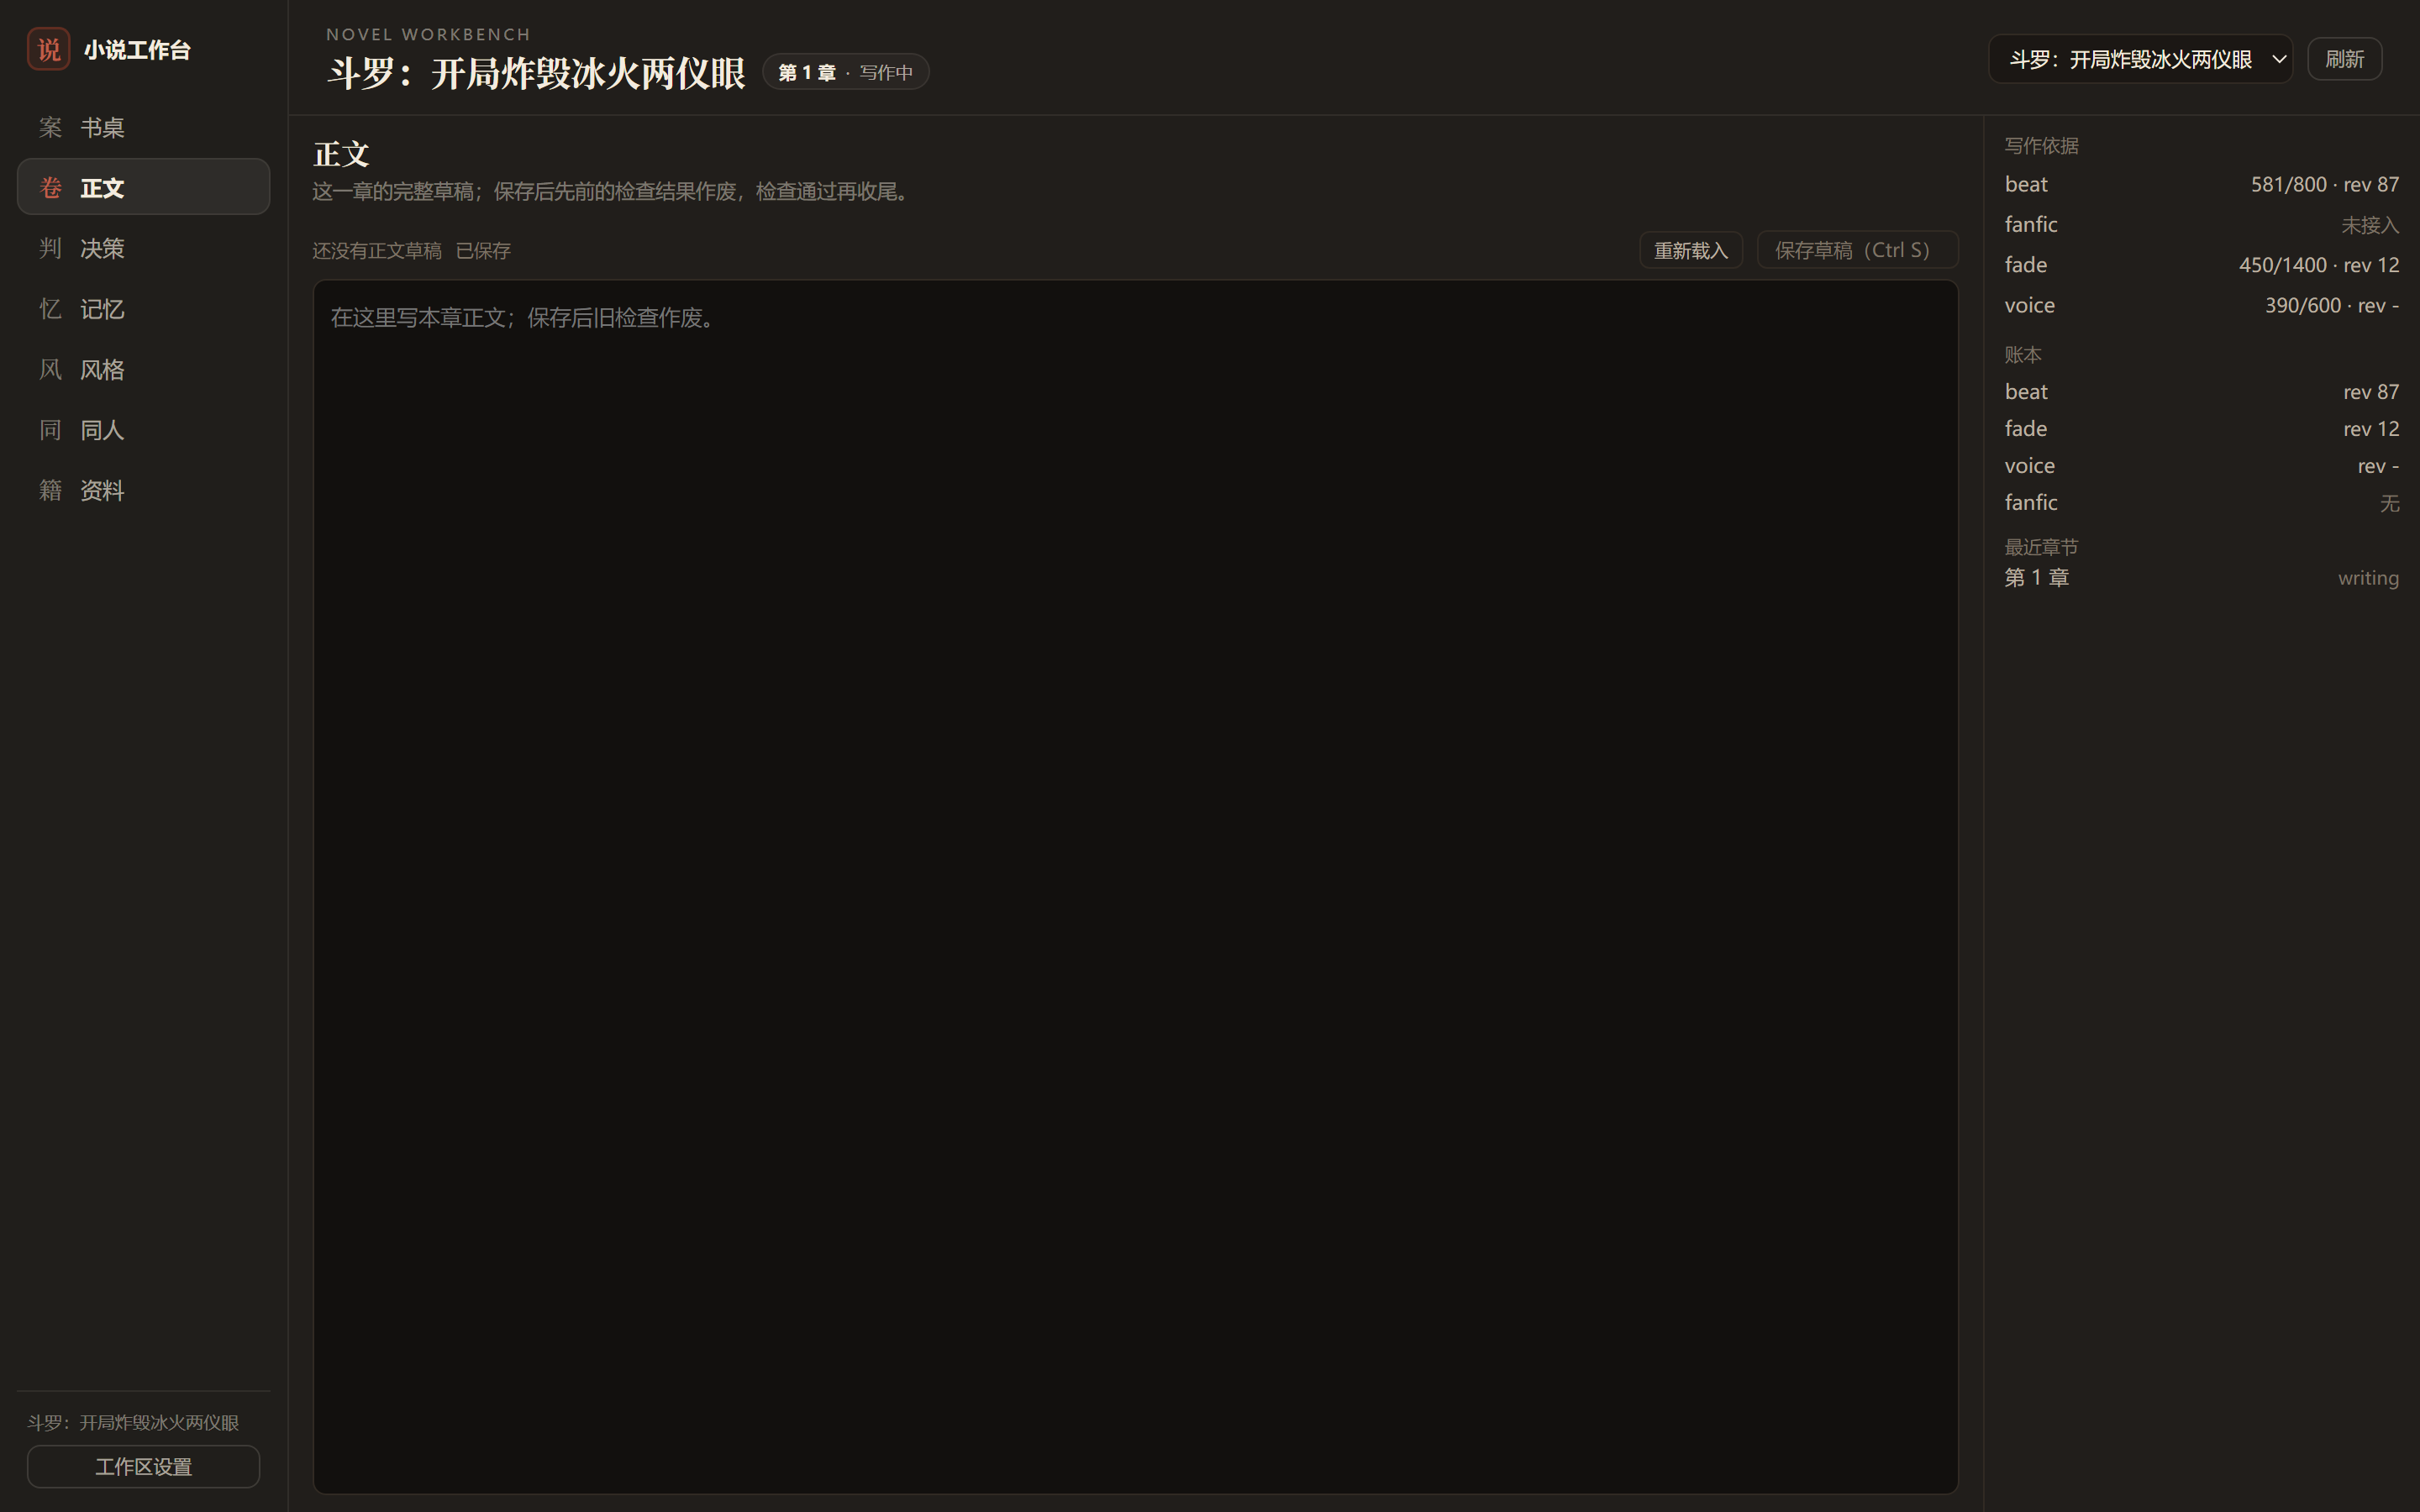 说 小说工作台
案 书桌
卷 正文
判 决策
忆 记忆
风 风格
同 同人
籍 资料
斗罗：开局炸毁冰火两仪眼
工作区设置
NOVEL WORKBENCH
斗罗：开局炸毁冰火两仪眼 第 1 章 · 写作中
斗罗：开局炸毁冰火两仪眼 刷新
正文
这一章的完整草稿；保存后先前的检查结果作废，检查通过再收尾。
还没有正文草稿 已保存 重新载入 保存草稿（Ctrl S）
在这里写本章正文；保存后旧检查作废。
写作依据
beat 581/800 · rev 87
fanfic 未接入
fade 450/1400 · rev 12
voice 390/600 · rev -
账本
beat rev 87
fade rev 12
voice rev -
fanfic 无
最近章节
第 1 章 writing